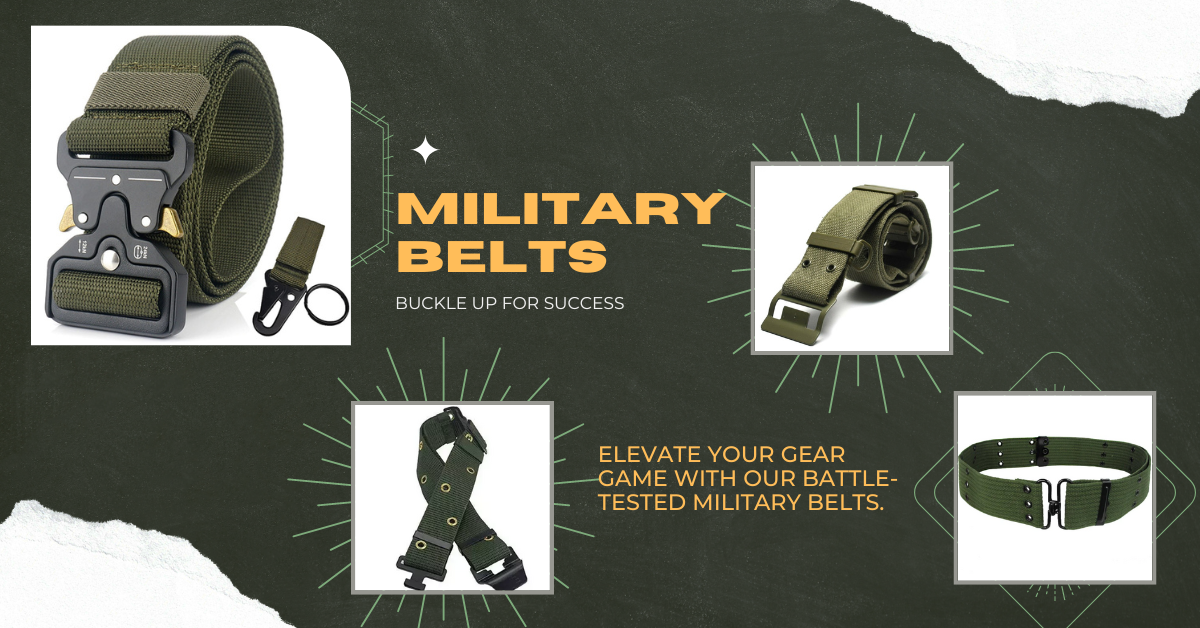 MILITARY
BELTS
BUCKLE UP FOR SUCCESS
ELEVATE YOUR GEAR
GAME WITH OUR BATTLE-
TESTED MILITARY BELTS.